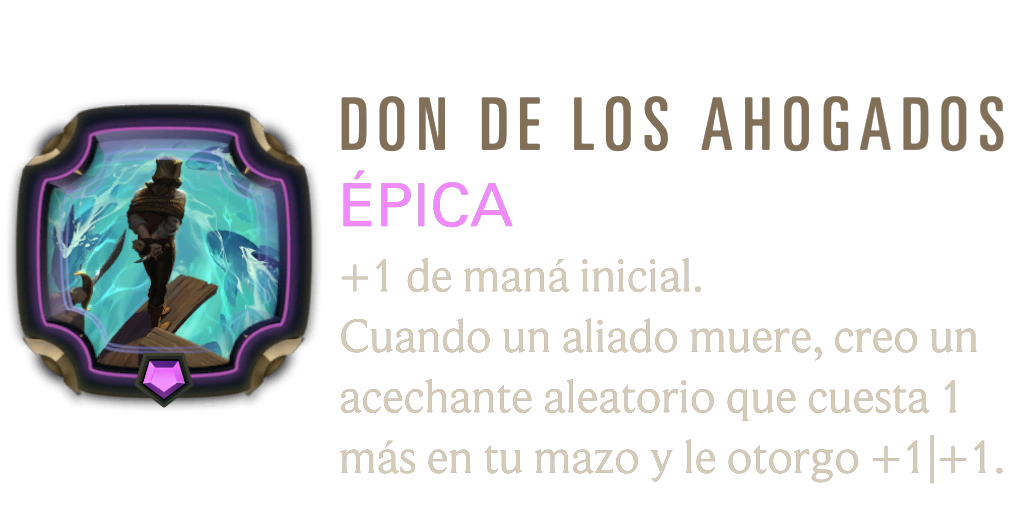 DON DE LOS AHOGADOS
ÉPICA
+1 de maná inicial.
Cuando un aliado muere, creo un
acechante aleatorio que cuesta 1
más en tu mazo y le otorgo +1|+1.